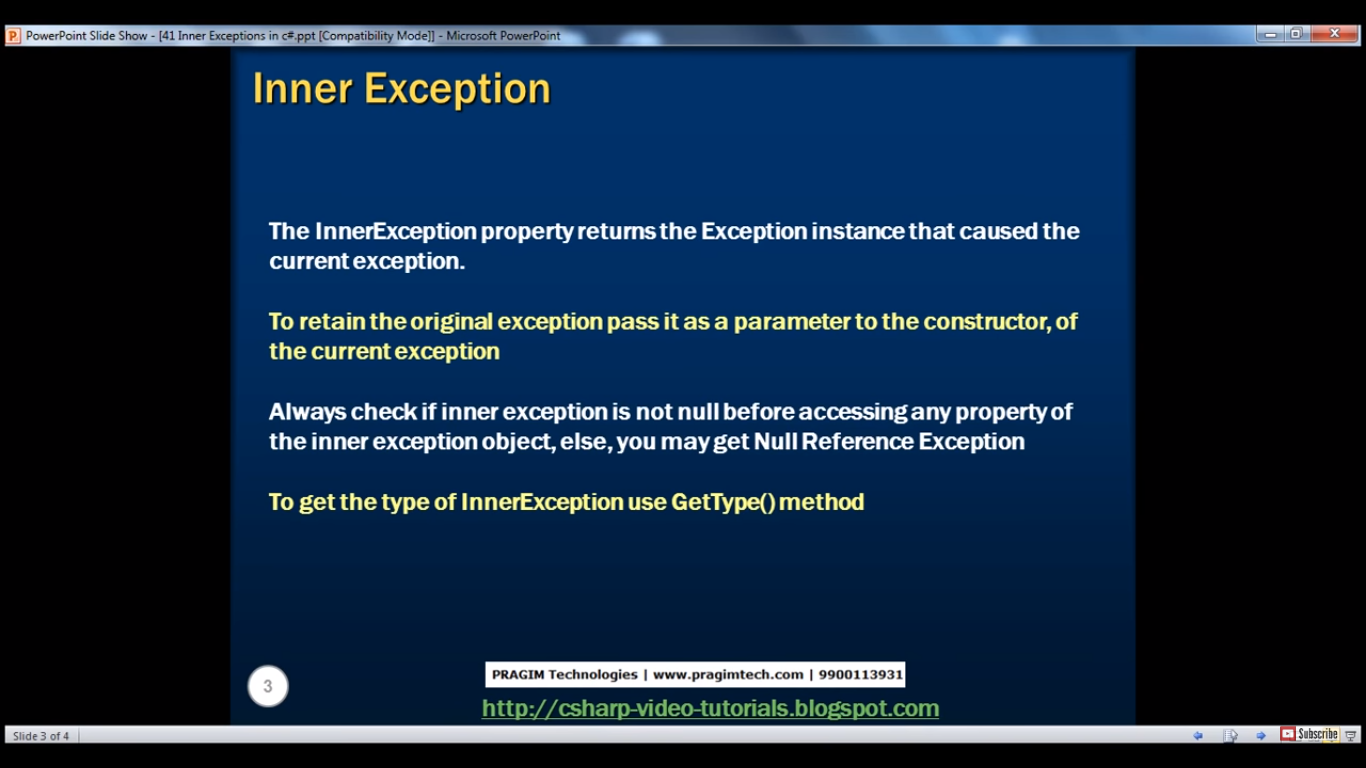 PowerPoint Slide Show - [41 Inner Exceptions in c#.ppt [Compatibility Mode]] - Microsoft PowerPoint
Inner Exception
The InnerException property returns the Exception instance that caused the
current exception.
To retain the original exception pass it as a parameter to the constructor, of
the current exception
Always check if inner exception is not null before accessing any property of
the inner exception object, else, you may get Null Reference Exception
To get the type of InnerException use GetType() method
3
PRAGIM Technologies | www.pragimtech.com | 9900113931
http://csharp-video-tutorials.blogspot.com
Slide 3 of 4
Subscribe